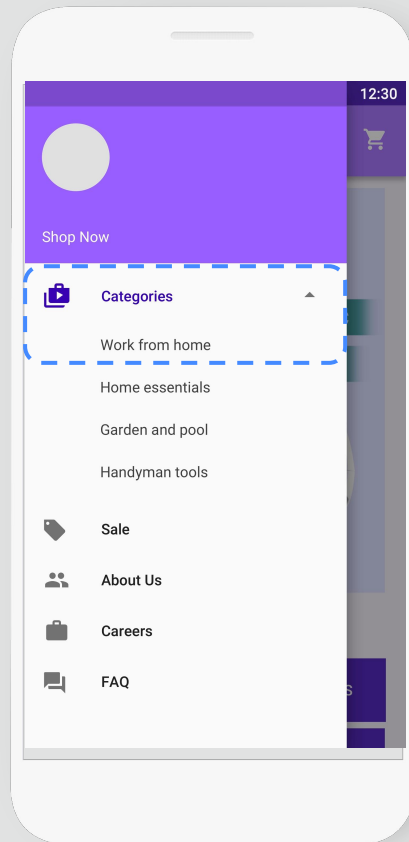 12:30
Shop Now
Categories
Work from home
Home essentials
Garden and pool
Handyman tools
Sale
About Us
Careers
FAQ
S